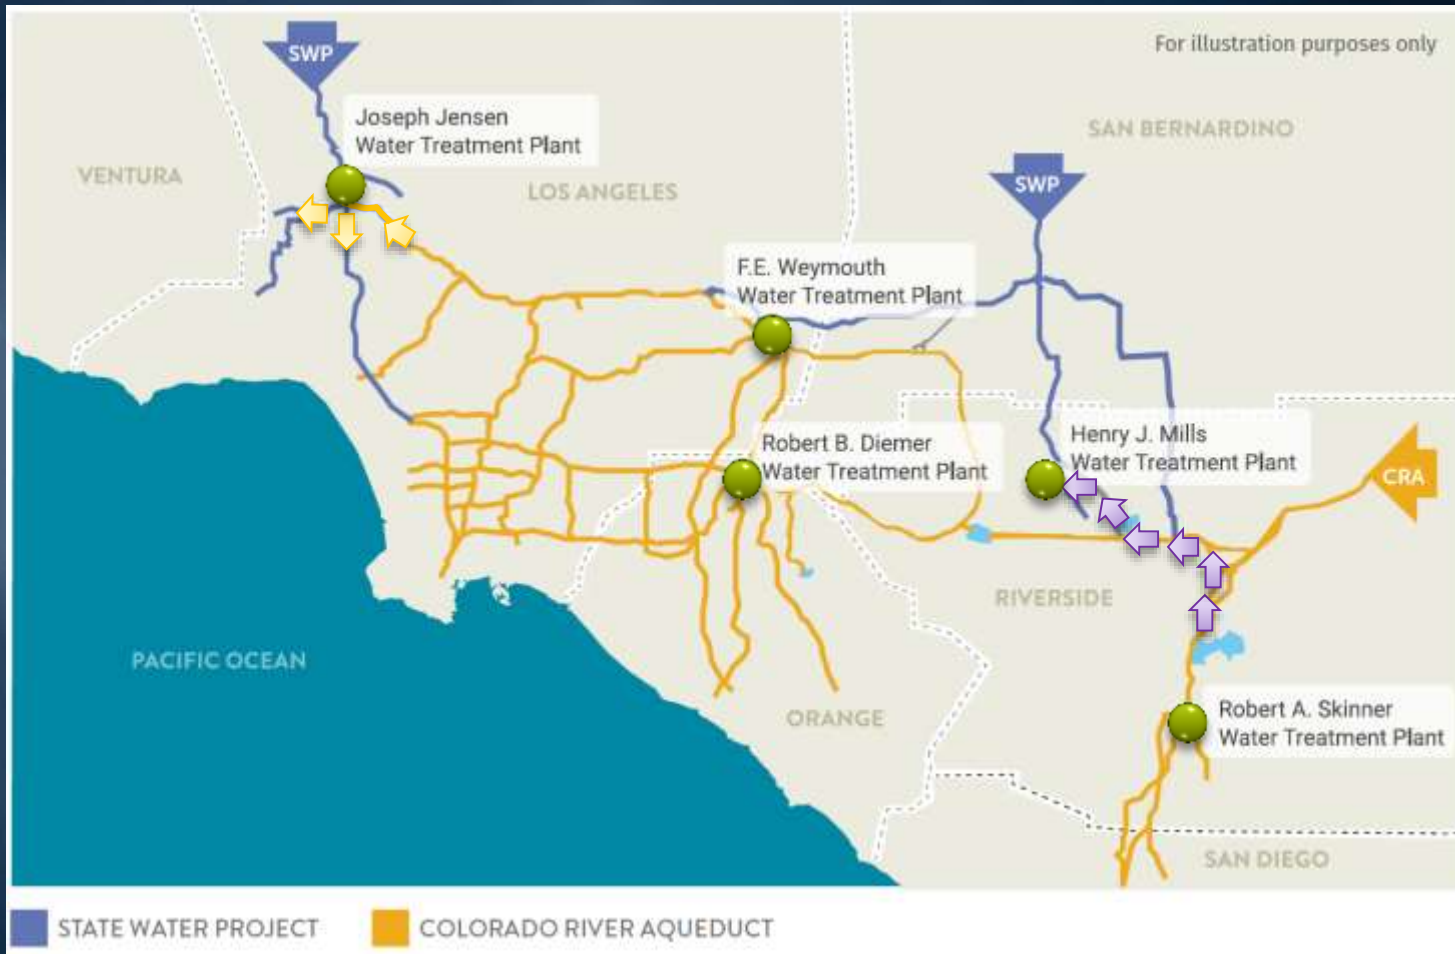 For illustration purposes only
SWP
Joseph Jensen
Water Treatment Plant
SAN BERNARDINO
VENTURA
LOS ANGELES
SWP
F.E. Weymouth
Water Treatment Plant
Robert B. Diemer
Water Treatment Plant
Henry J. Mills
Water Treatment Plant
CRA
RIVERSIDE
PACIFIC OCEAN
ORANGE
Robert A. Skinner
Water Treatment Plant
SAN DIEGO
STATE WATER PROJECT
COLORADO RIVER AQUEDUCT